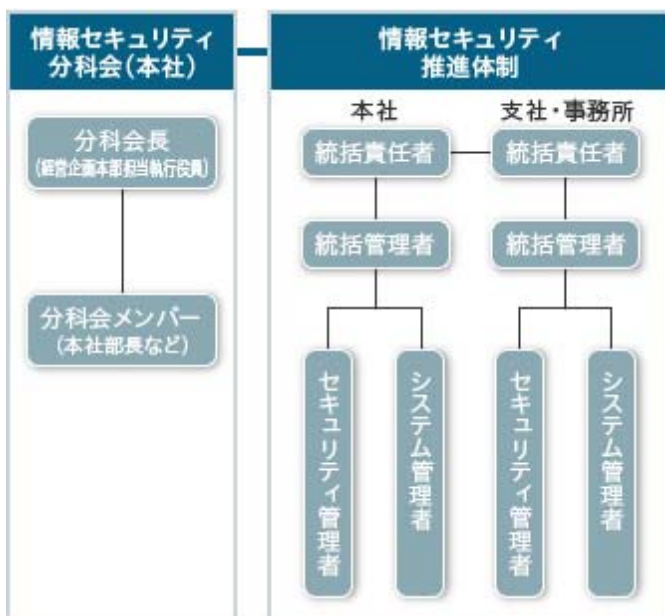 情報セキュリティ
分科会(本社)
分科会長
(経営企画本部担当執行役員)
分科会メンバー
(本社部長など)
情報セキュリティ
推進体制
本社
支社・事務所
統括責任者
統括責任者
統括管理者
統括管理者
セキュリティ管理者
システム管理者
セキュリティ管理者
システム管理者